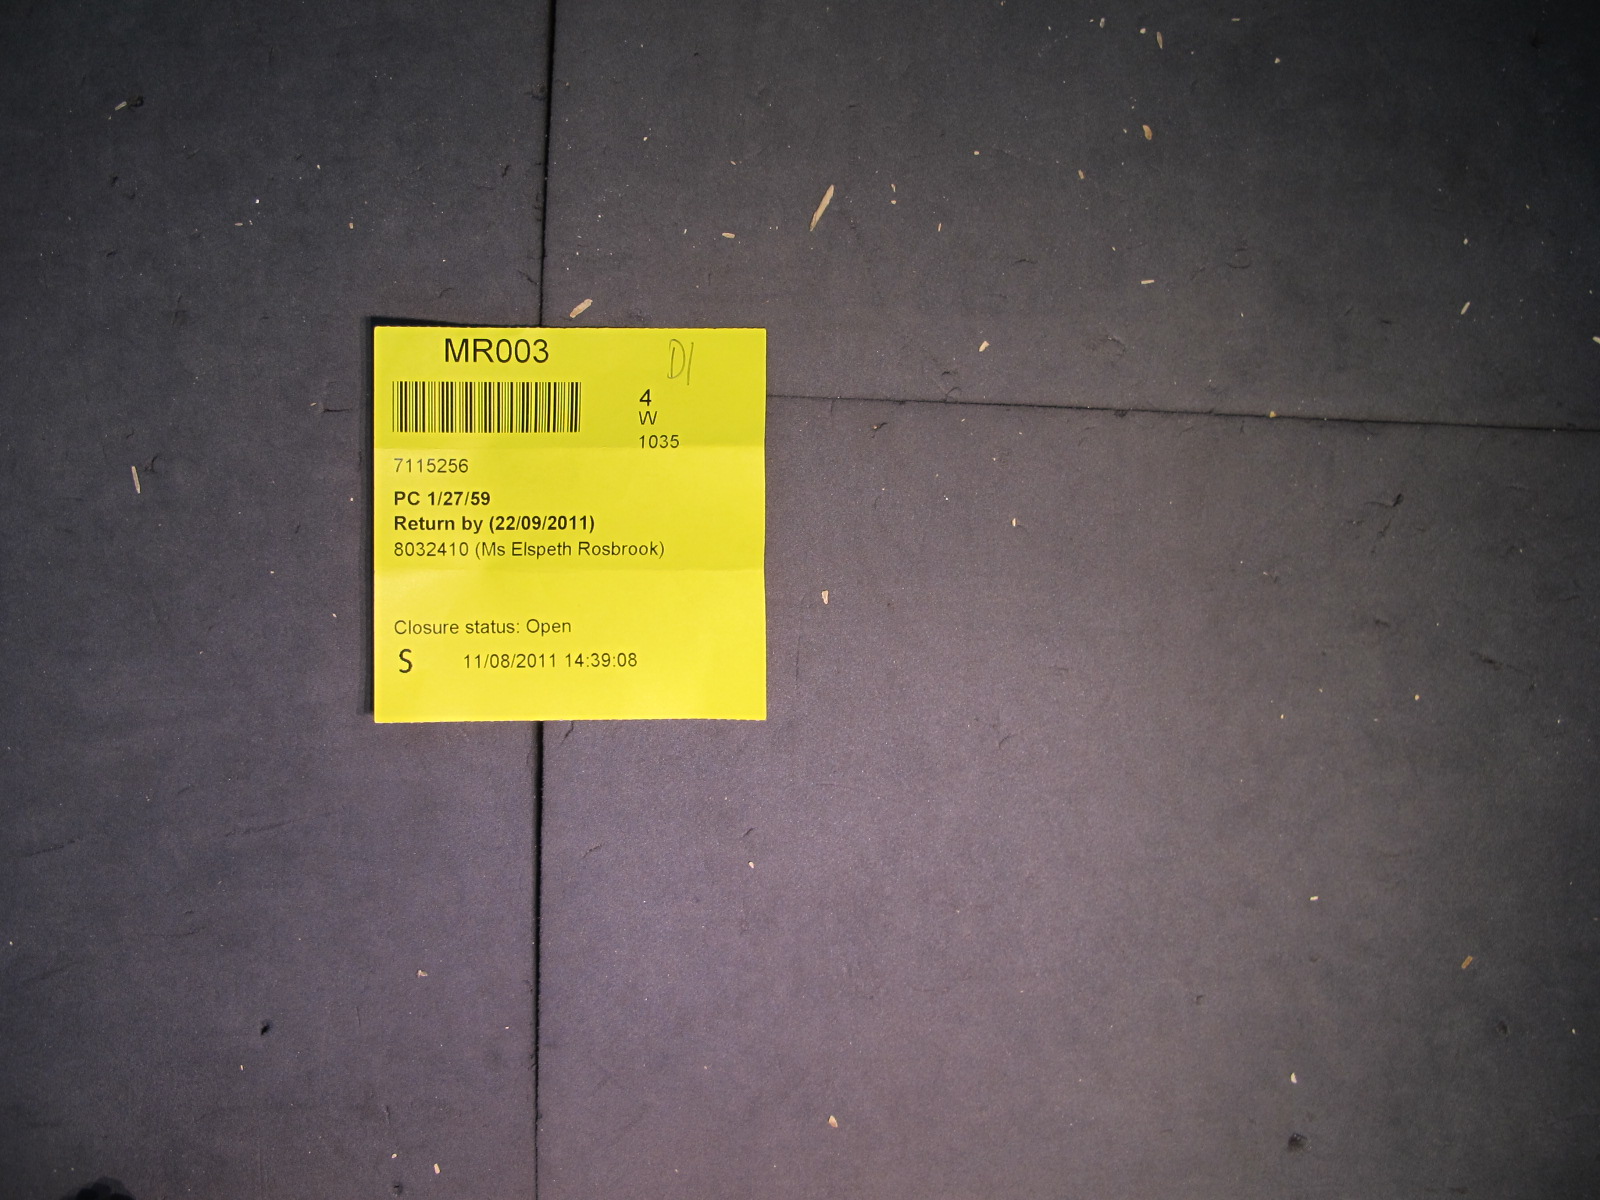 MR003
D1
4
W
1035
7115256
PC 1/27/59
Return by (22/09/2011)
8032410 (Ms Elspeth Rosbrook)
Closure status: Open
S 11/08/2011 14:39:08